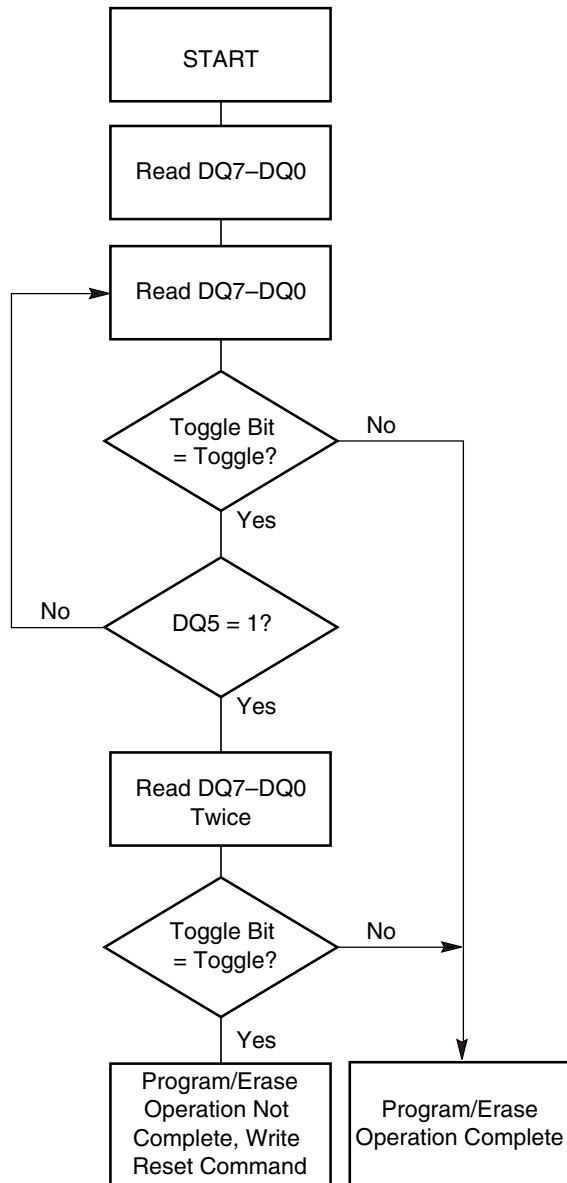 START
Read DQ7–DQ0
Read DQ7–DQ0
Toggle Bit
= Toggle?
No
Yes
No
DQ5 = 1?
Yes
Read DQ7–DQ0
Twice
Toggle Bit
= Toggle?
No
Yes
Program/Erase
Operation Not
Complete, Write
Reset Command
Program/Erase
Operation Complete